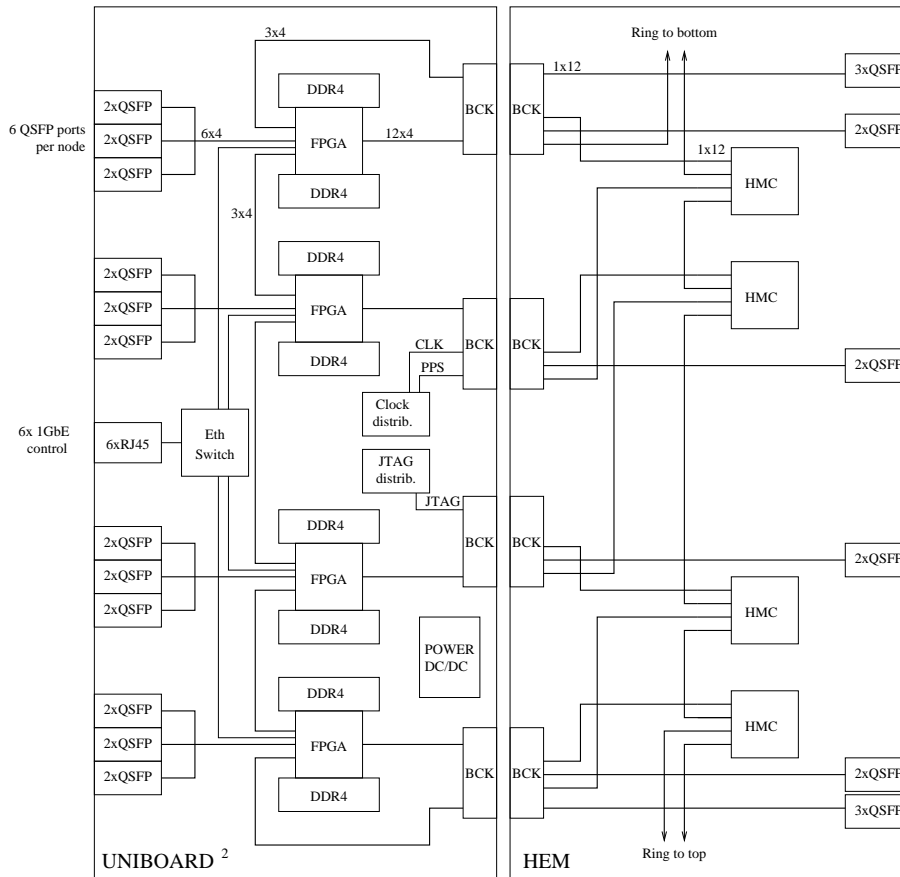 3x4
Ring to bottom
1x12
3xQSFP
BCK
BCK
DDR4
2xQSFP
6 QSFP ports
per node
2xQSFP
6x4
FPGA
12x4
2xQSFP
2xQSFP
1x12
HMC
DDR4
3x4
DDR4
2xQSFP
2xQSFP
FPGA
HMC
2xQSFP
DDR4
BCK
BCK
CLK
PPS
2xQSFP
Clock
distrib.
6x 1GbE
control
6xRJ45
Eth
Switch
JTAG
distrib.
JTAG
DDR4
2xQSFP
BCK
BCK
2xQSFP
2xQSFP
FPGA
2xQSFP
DDR4
HMC
POWER
DC/DC
DDR4
2xQSFP
2xQSFP
FPGA
HMC
2xQSFP
BCK
BCK
2xQSFP
DDR4
3xQSFP
UNIBOARD 2
HEM
Ring to top